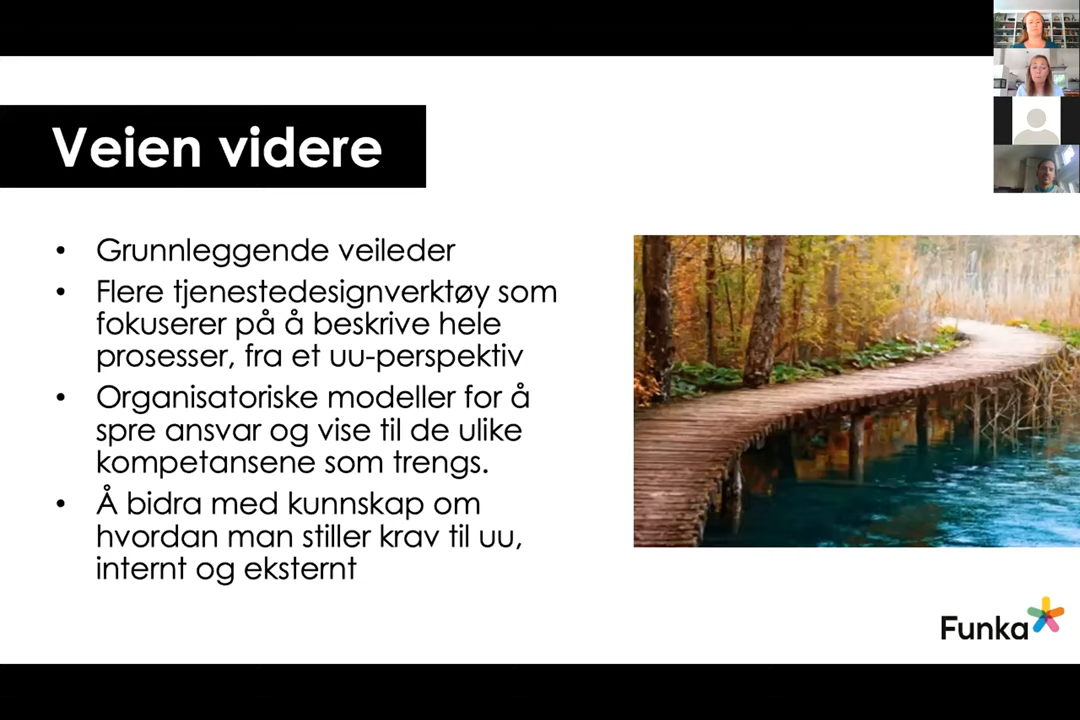 Veien videre
• Grunnleggende veileder
• Flere tjenestedesignverktøy som
fokuserer på å beskrive hele
prosesser, fra et uu-perspektiv
• Organisatoriske modeller for å
spre ansvar og vise til de ulike
kompetansene som trengs.
• Å bidra med kunnskap om
hvordan man stiller krav til uu,
internt og eksternt
Funka